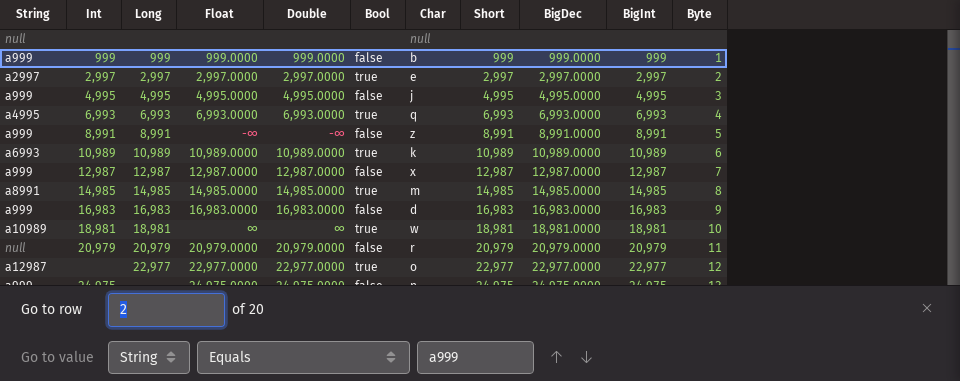 String Int Long Float Double Bool Char Short BigDec BigInt Byte
null null
a999 999 999 999.0000 999.0000 false b 999 999.0000 999 1
a2997 2,997 2,997 2,997.0000 2,997.0000 true e 2,997 2,997.0000 2,997 2
a999 4,995 4,995 4,995.0000 4,995.0000 false j 4,995 4,995.0000 4,995 3
a4995 6,993 6,993 6,993.0000 6,993.0000 true q 6,993 6,993.0000 6,993 4
a999 8,991 8,991 -∞ -∞ false z 8,991 8,991.0000 8,991 5
a6993 10,989 10,989 10,989.0000 10,989.0000 true k 10,989 10,989.0000 10,989 6
a999 12,987 12,987 12,987.0000 12,987.0000 false x 12,987 12,987.0000 12,987 7
a8991 14,985 14,985 14,985.0000 14,985.0000 true m 14,985 14,985.0000 14,985 8
a999 16,983 16,983 16,983.0000 16,983.0000 false d 16,983 16,983.0000 16,983 9
a10989 18,981 18,981 ∞ ∞ true w 18,981 18,981.0000 18,981 10
null 20,979 20,979 20,979.0000 20,979.0000 false r 20,979 20,979.0000 20,979 11
a12987 22,977 22,977.0000 22,977.0000 true o 22,977 22,977.0000 22,977 12
Go to row 2 of 20
Go to value String Equals a999